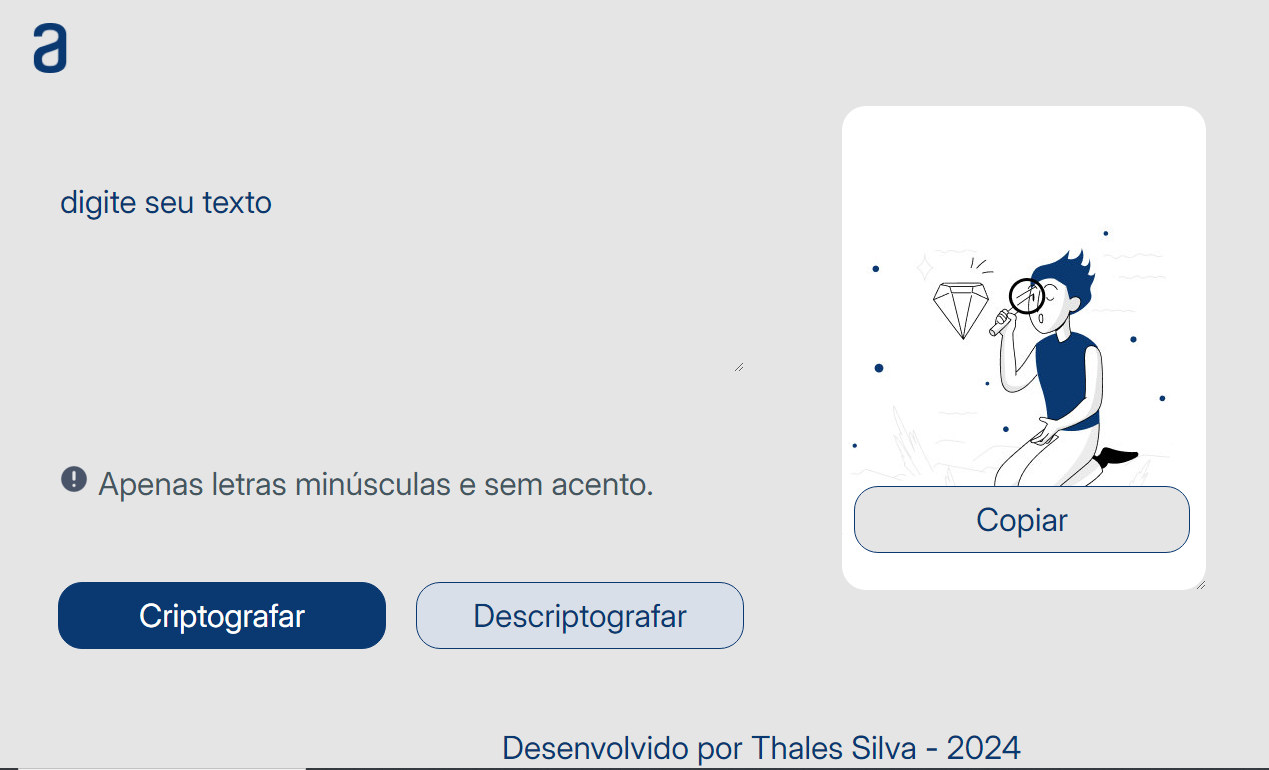 a
digite seu texto
Apenas letras minúsculas e sem acento.
Criptografar
Descriptografar
Copiar
Desenvolvido por Thales Silva - 2024